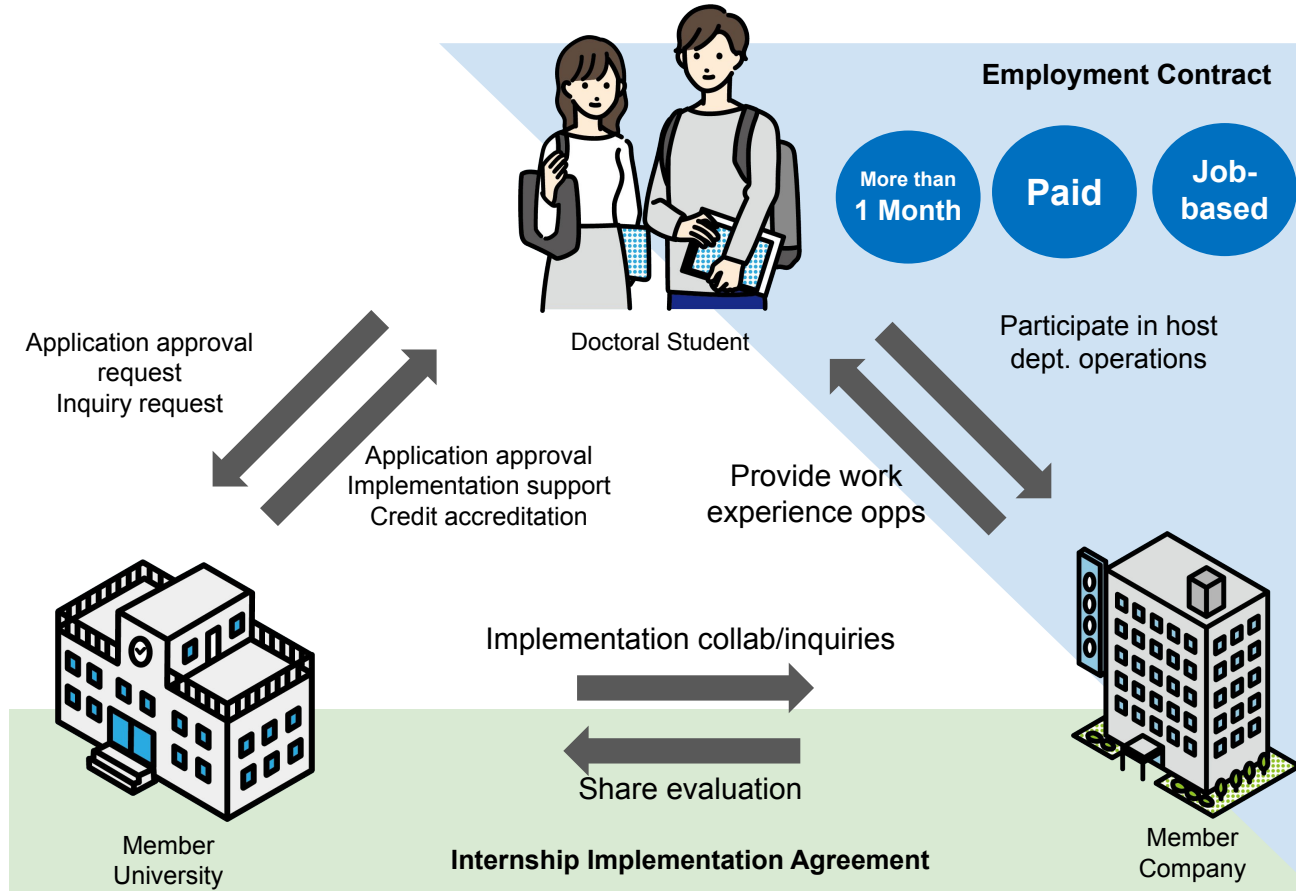 Employment Contract
More than
1 Month
Paid
Job-
based
Doctoral Student
Participate in host
dept. operations
Application approval
request
Inquiry request
Application approval
Implementation support
Credit accreditation
Provide work
experience opps
Implementation collab/inquiries
Share evaluation
Member
University
Internship Implementation Agreement
Member
Company